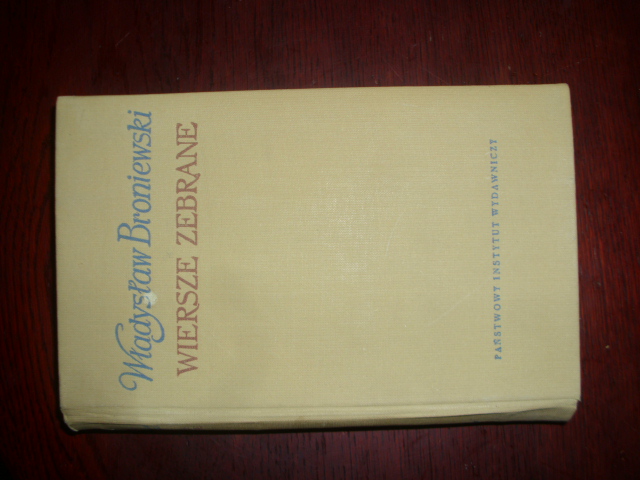 Władysław Broniewski
WIERSZE ZEBRANE
PAŃSTWOWY INSTYTUT WYDAWNICZY